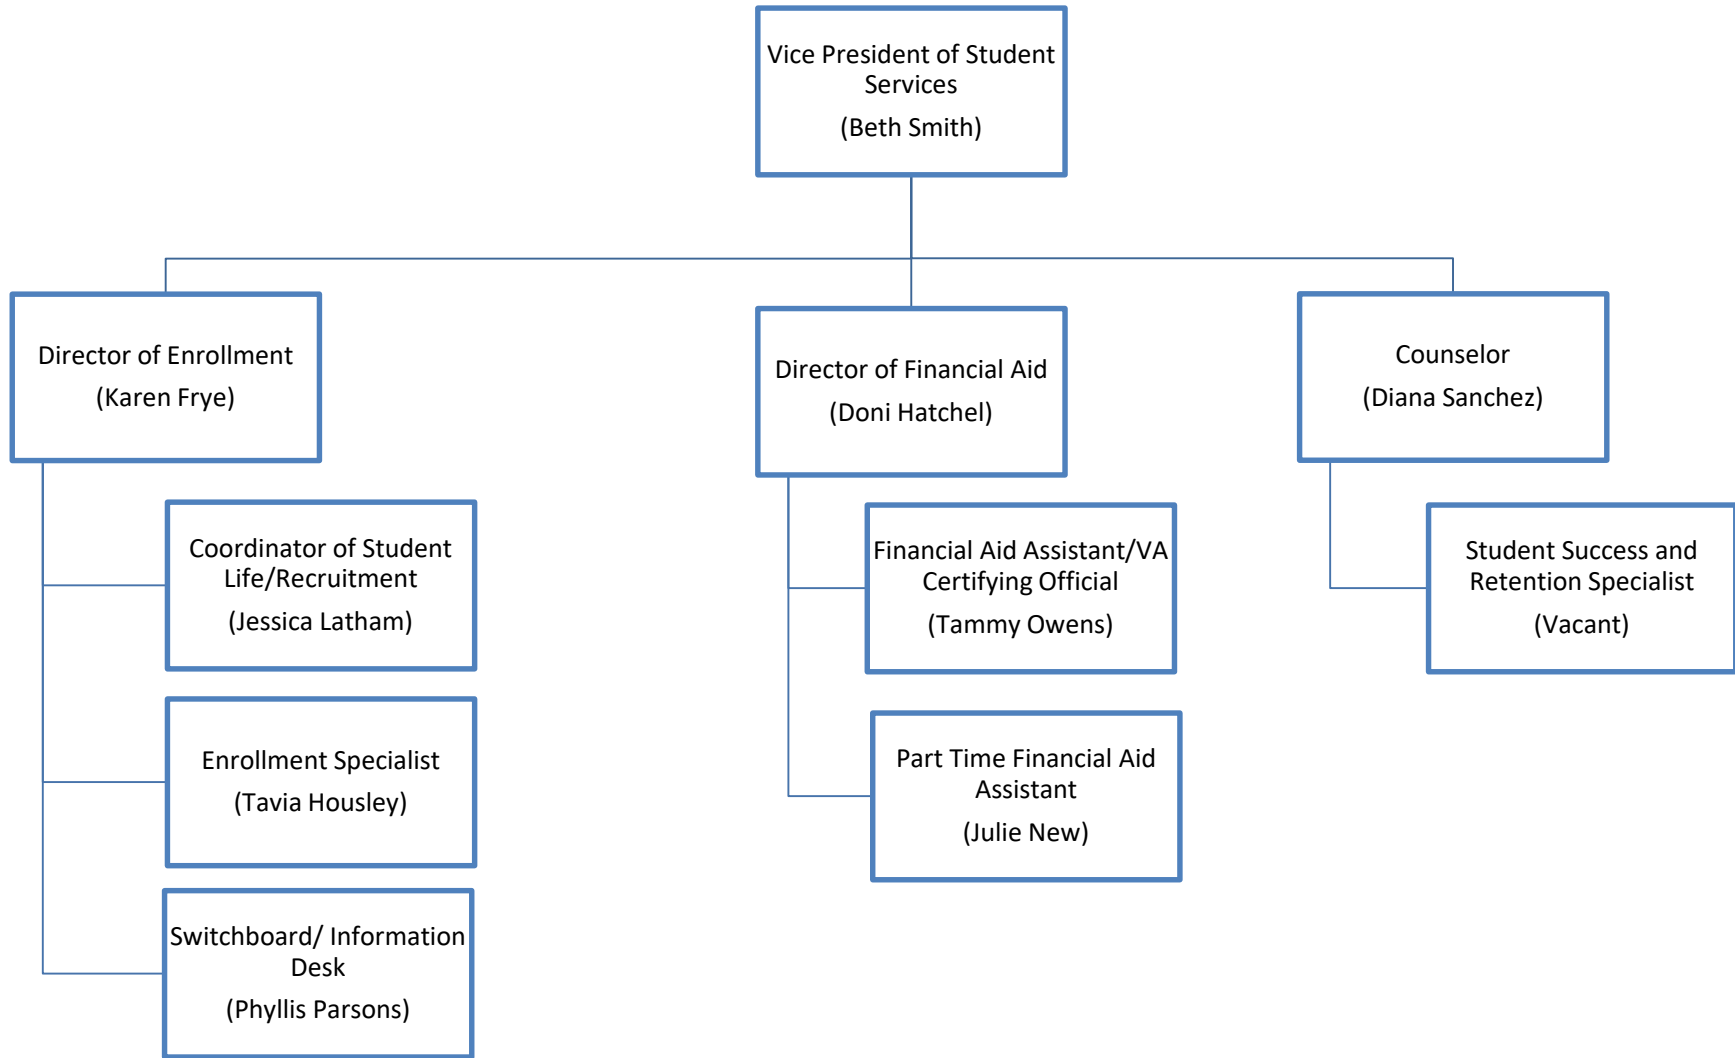 Vice President of Student
Services
(Beth Smith)
Director of Enrollment
(Karen Frye)
Director of Financial Aid
(Doni Hatchel)
Counselor
(Diana Sanchez)
Coordinator of Student
Life/Recruitment
(Jessica Latham)
Financial Aid Assistant/VA
Certifying Official
(Tammy Owens)
Student Success and
Retention Specialist
(Vacant)
Enrollment Specialist
(Tavia Housley)
Part Time Financial Aid
Assistant
(Julie New)
Switchboard/ Information
Desk
(Phyllis Parsons)